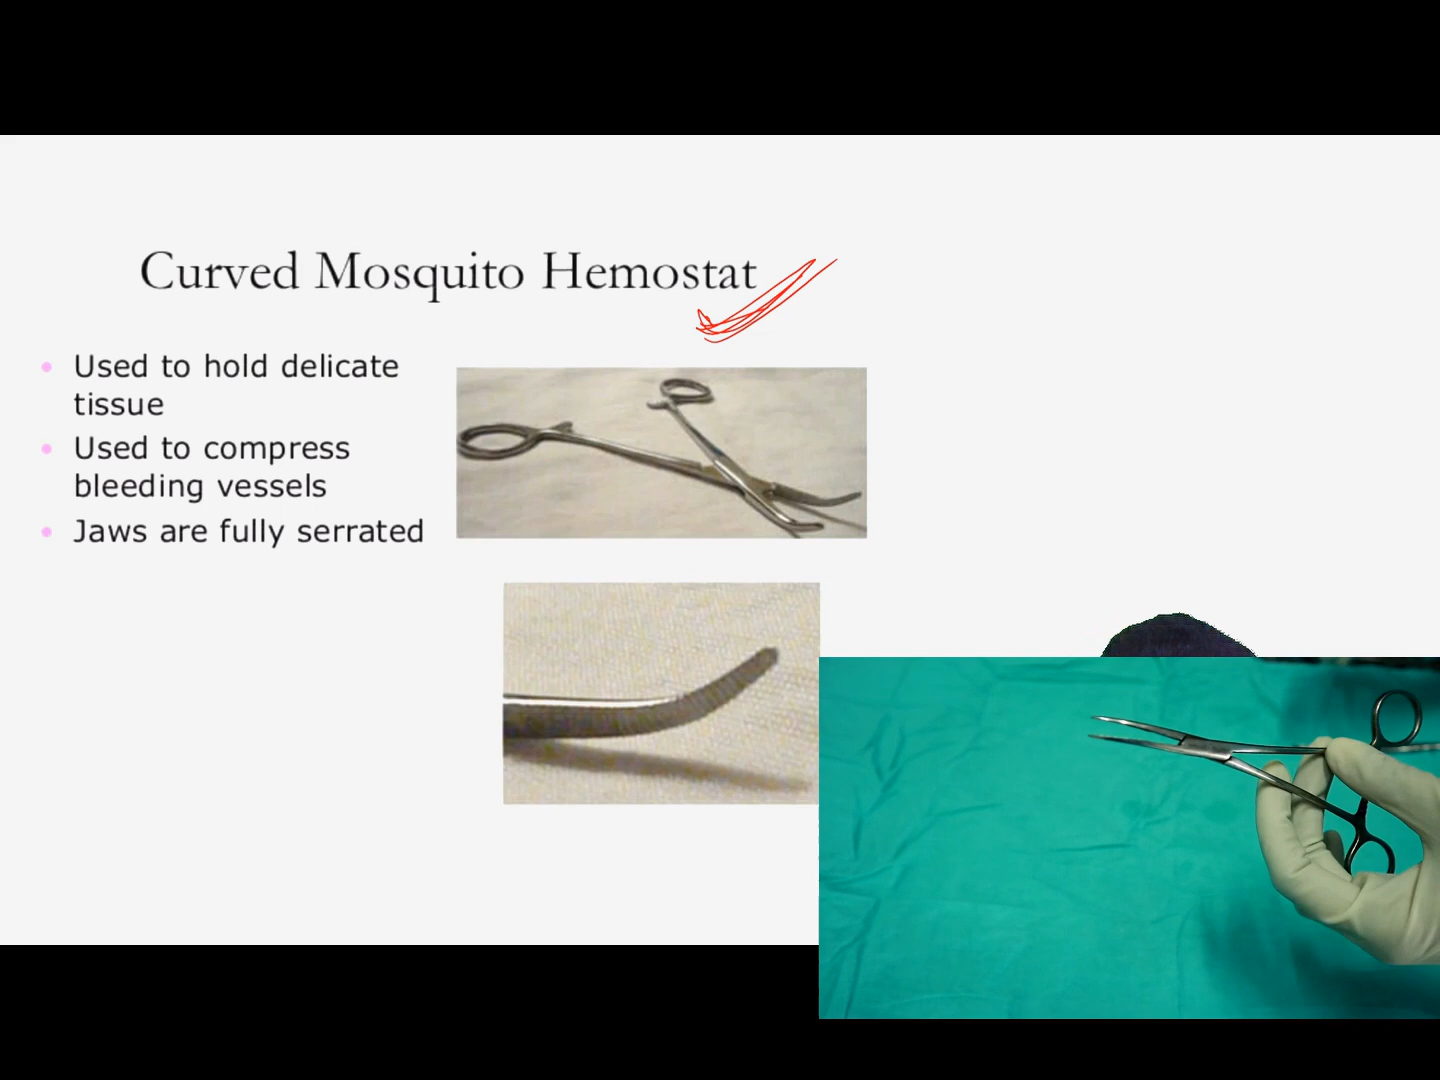 Curved Mosquito Hemostat
Used to hold delicate
tissue
Used to compress
bleeding vessels
Jaws are fully serrated